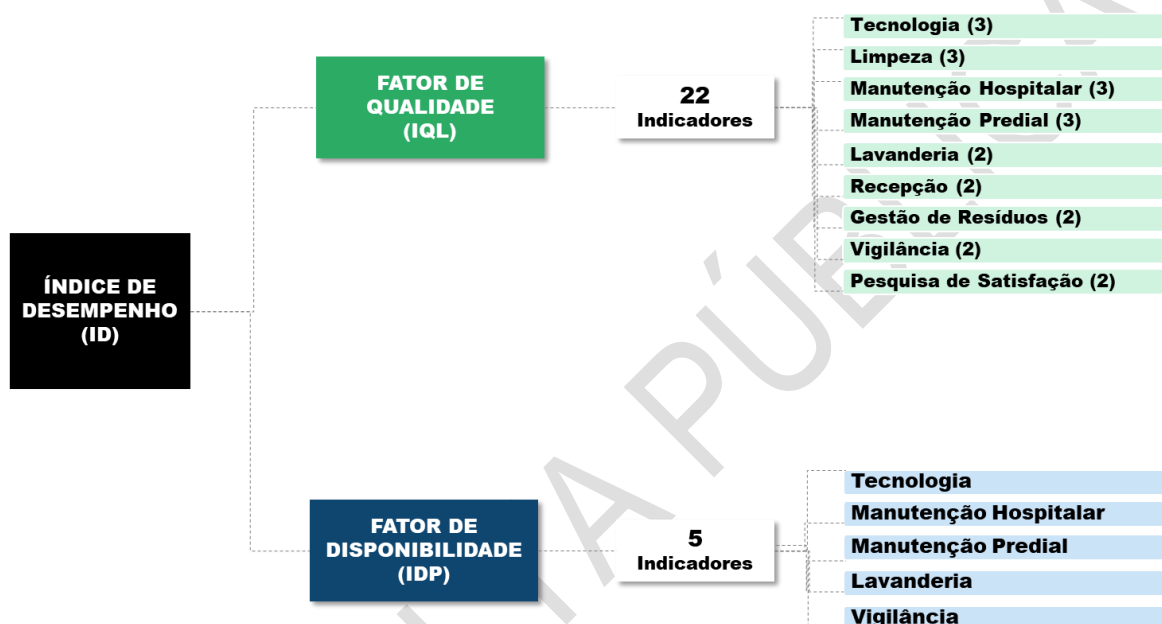 ÍNDICE DE
DESEMPENHO
(ID)
FATOR DE
QUALIDADE
(IQL)
22
Indicadores
Tecnologia (3)
Limpeza (3)
Manutenção Hospitalar (3)
Manutenção Predial (3)
Lavanderia (2)
Recepção (2)
Gestão de Resíduos (2)
Vigilância (2)
Pesquisa de Satisfação (2)
FATOR DE
DISPONIBILIDADE
(IDP)
5
Indicadores
Tecnologia
Manutenção Hospitalar
Manutenção Predial
Lavanderia
Vigilância